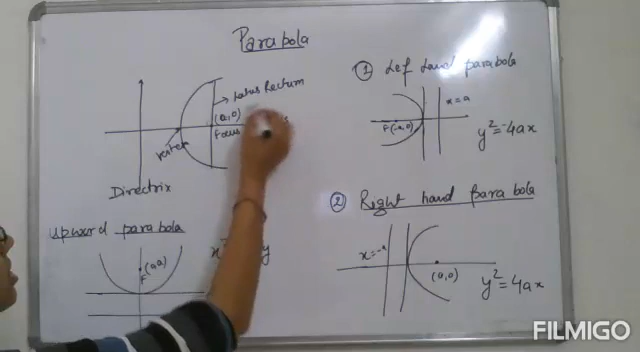 Parabola
Latus Rectum
(a,0)
Focus
Vertex
Directrix
Upward parabola
F (0,a)
① Lef hand parabola
x=a
F(-a,0)
y²=-4ax
② Right hand parabola
x=-a
(a,0)
y²=4ax
FILMIGO